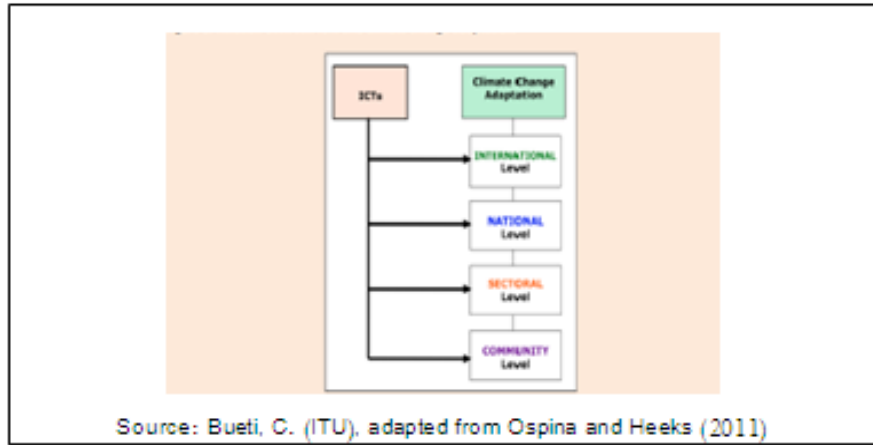 ICTs
Climate Change
Adaptation
INTERNATIONAL
Level
NATIONAL
Level
SECTORAL
Level
COMMUNITY
Level
Source: Bueti, C. (ITU), adapted from Ospina and Heeks (2011)